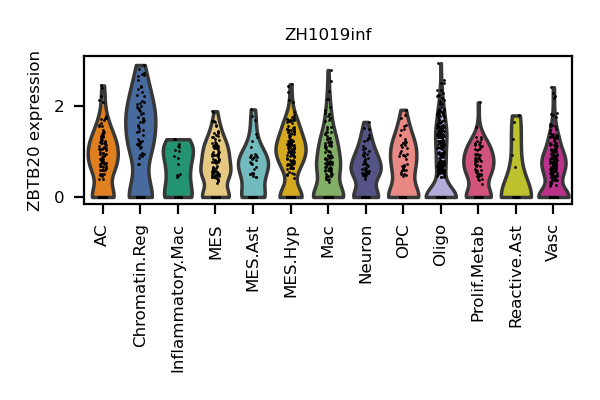 ZH1019inf
ZBTB20 expression
2
0
AC
Chromatin.Reg
Inflammatory.Mac
MES
MES.Ast
MES.Hyp
Mac
Neuron
OPC
Oligo
Prolif.Metab
Reactive.Ast
Vasc